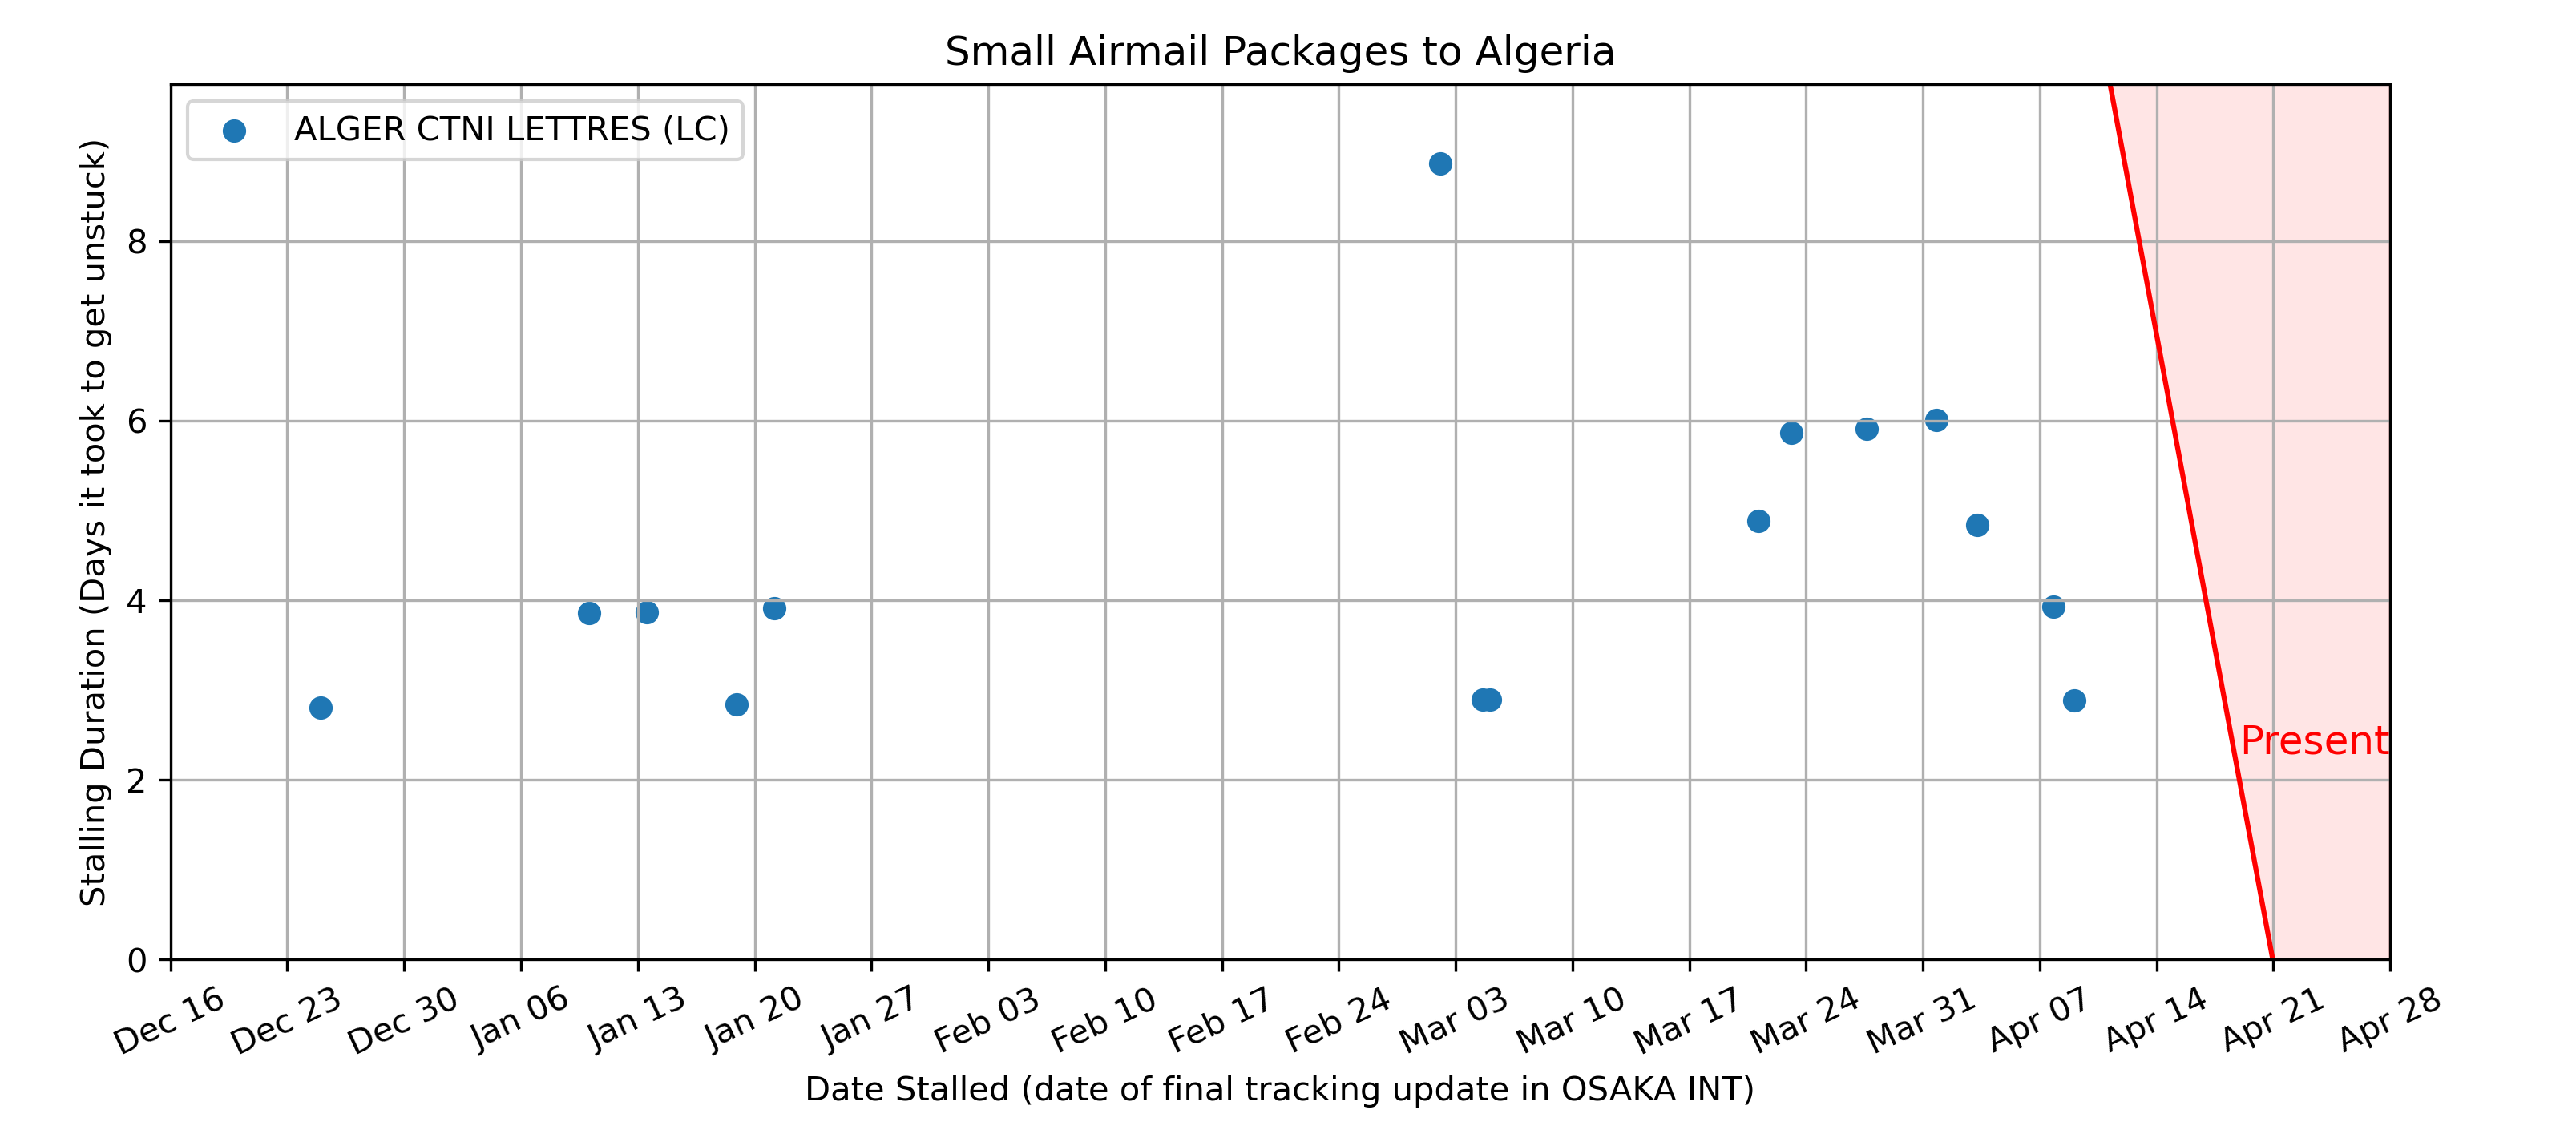 Small Airmail Packages to Algeria
ALGER CTNI LETTRES (LC)
Stalling Duration (Days it took to get unstuck)
8
6
4
2
0
Present
Dec 16
Dec 23
Dec 30
Jan 06
Jan 13
Jan 20
Jan 27
Feb 03
Feb 10
Feb 17
Feb 24
Mar 03
Mar 10
Mar 17
Mar 24
Mar 31
Apr 07
Apr 14
Apr 21
Apr 28
Date Stalled (date of final tracking update in OSAKA INT)